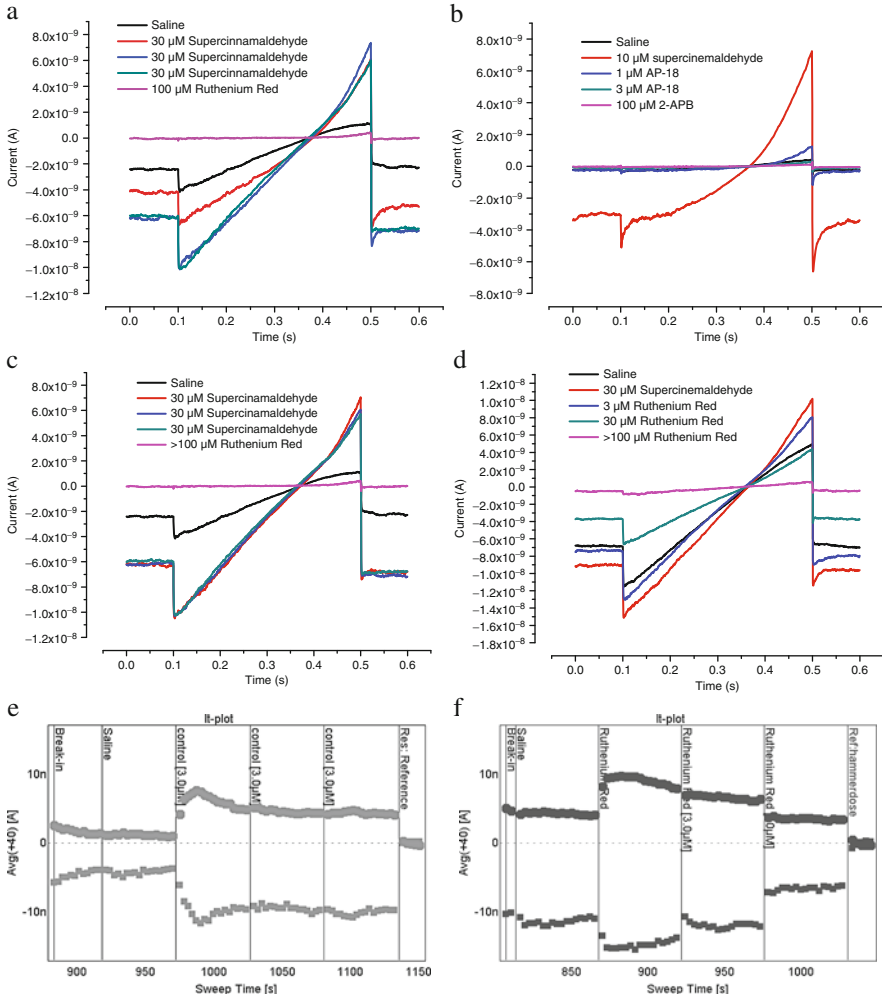 a
Saline
30 µM Supercinnamaldehyde
30 µM Supercinnamaldehyde
30 µM Supercinnamaldehyde
100 µM Ruthenium Red
8.0x10⁻⁹
6.0x10⁻⁹
4.0x10⁻⁹
2.0x10⁻⁹
0.0
−2.0x10⁻⁹
−4.0x10⁻⁹
−6.0x10⁻⁹
−8.0x10⁻⁹
−1.0x10⁻⁸
−1.2x10⁻⁸
Current (A)
0.0 0.1 0.2 0.3 0.4 0.5 0.6
Time (s)
b
Saline
10 µM supercinemaldehyde
1 µM AP-18
3 µM AP-18
100 µM 2-APB
8.0x10⁻⁹
6.0x10⁻⁹
4.0x10⁻⁹
2.0x10⁻⁹
0.0
−2.0x10⁻⁹
−4.0x10⁻⁹
−6.0x10⁻⁹
8.0x10⁻⁹
Current (A)
0.0 0.1 0.2 0.3 0.4 0.5 0.6
Time (s)
c
Saline
30 µM Supercinamaldehyde
30 µM Supercinamaldehyde
30 µM Supercinamaldehyde
>100 µM Ruthenium Red
8.0x10⁻⁹
6.0x10⁻⁹
4.0x10⁻⁹
2.0x10⁻⁹
0.0
−2.0x10⁻⁹
−4.0x10⁻⁹
−6.0x10⁻⁹
−8.0x10⁻⁹
−1.0x10⁻⁸
−1.2x10⁻⁸
Current (A)
0.0 0.1 0.2 0.3 0.4 0.5 0.6
Time (s)
d
Saline
30 µM Supercinemaldehyde
3 µM Ruthenium Red
30 µM Ruthenium Red
>100 µM Ruthenium Red
1.2x10⁻⁸
1.0x10⁻⁸
8.0x10⁻⁹
6.0x10⁻⁹
4.0x10⁻⁹
2.0x10⁻⁹
0.0
−2.0x10⁻⁹
−4.0x10⁻⁹
−6.0x10⁻⁹
−8.0x10⁻⁹
−1.0x10⁻⁸
−1.2x10⁻⁸
−1.4x10⁻⁸
−1.6x10⁻⁸
−1.8x10⁻⁸
Current (A)
0.0 0.1 0.2 0.3 0.4 0.5 0.6
Time (s)
e
It-plot
Break-in
Saline
control [3.0µM]
control [3.0µM]
control [3.0µM]
Res: Reference
10n
0
-10n
Avg(+40) [A]
900 950 1000 1050 1100 1150
Sweep Time [s]
f
It-plot
Break-in
Saline
Ruthenium Red
Ruthenium Red [3.0µM]
Ruthenium Red
Ref:hammerdose
10n
0
-10n
Avg(+40) [A]
850 900 950 1000
Sweep Time [s]